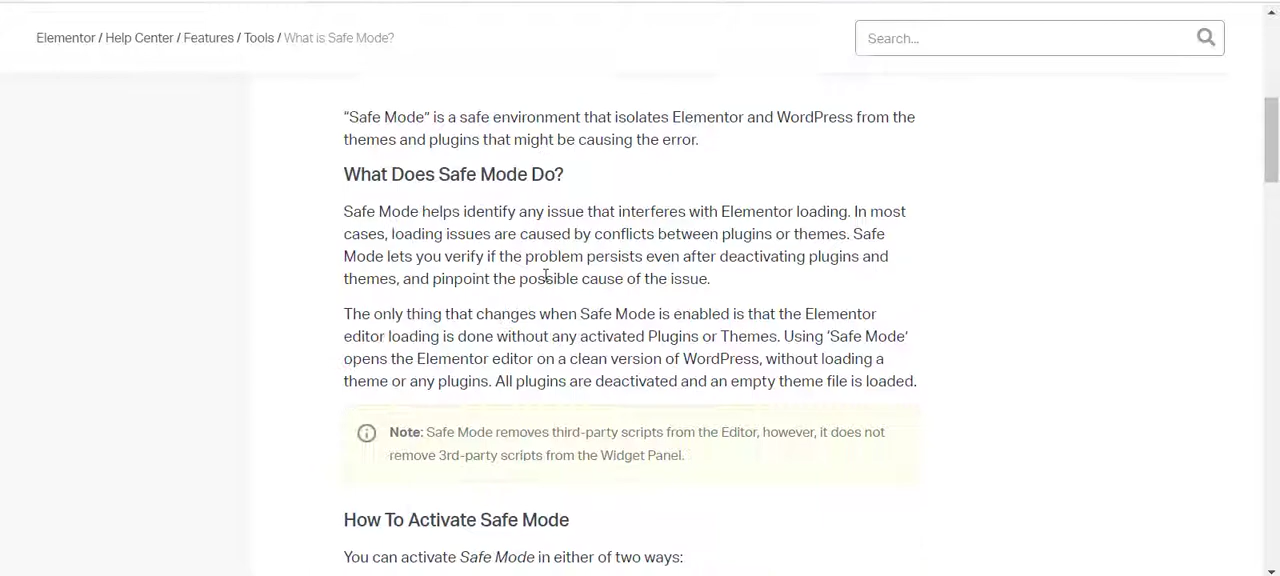 Elementor / Help Center / Features / Tools / What is Safe Mode?
Search...
“Safe Mode” is a safe environment that isolates Elementor and WordPress from the
themes and plugins that might be causing the error.
What Does Safe Mode Do?
Safe Mode helps identify any issue that interferes with Elementor loading. In most
cases, loading issues are caused by conflicts between plugins or themes. Safe
Mode lets you verify if the problem persists even after deactivating plugins and
themes, and pinpoint the possible cause of the issue.
The only thing that changes when Safe Mode is enabled is that the Elementor
editor loading is done without any activated Plugins or Themes. Using ‘Safe Mode’
opens the Elementor editor on a clean version of WordPress, without loading a
theme or any plugins. All plugins are deactivated and an empty theme file is loaded.
Note: Safe Mode removes third-party scripts from the Editor, however, it does not
remove 3rd-party scripts from the Widget Panel.
How To Activate Safe Mode
You can activate Safe Mode in either of two ways: